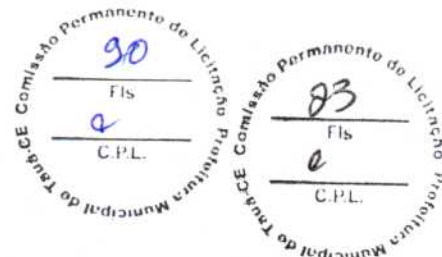 Comissão Permanente de Licitação Prefeitura Municipal de Tauá-CE
90
Fls
C.P.L.
Comissão Permanente de Licitação Prefeitura Municipal de Tauá-CE
83
Fls
C.P.L.